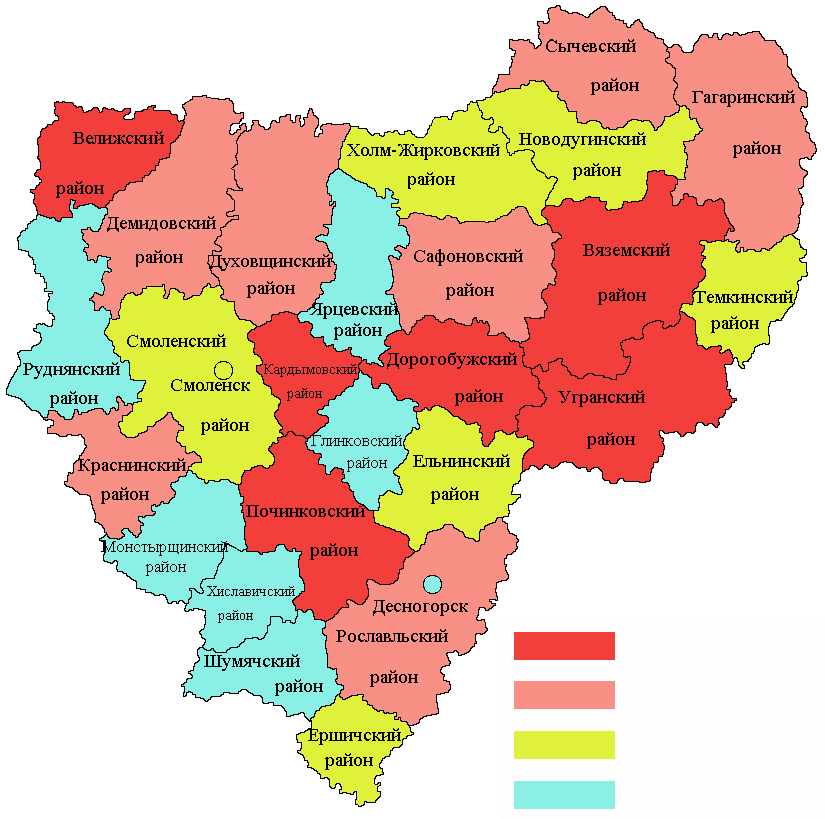 Сычевский
район
Гагаринский
район
Велижский
район
Холм-Жирковский
район
Новодугинский
район
Демидовский
район
Духовщинский
район
Сафоновский
район
Вяземский
район
Ярцевский
район
Темкинский
район
Смоленский
Смоленск
район
Руднянский
район
Кардымовский
район
Дорогобужский
район
Угранский
район
Глинковский
район
Ельнинский
район
Краснинский
район
Починковский
район
Монстырщинский
район
Хиславичский
район
Десногорск
Рославльский
район
Шумячский
район
Ершичский
район